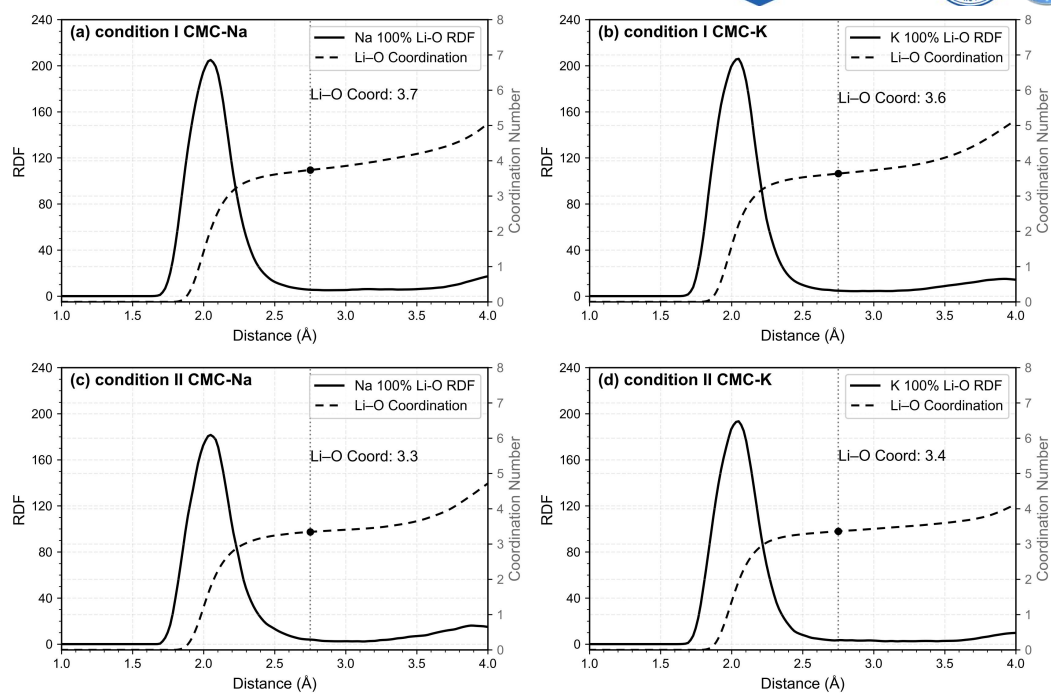 (a) condition I CMC-Na
Na 100% Li-O RDF
Li–O Coordination
Li–O Coord: 3.7
240
200
160
120
80
40
0
RDF
8
7
6
5
4
3
2
1
0
Coordination Number
1.0 1.5 2.0 2.5 3.0 3.5 4.0
Distance (Å)
(b) condition I CMC-K
K 100% Li-O RDF
Li–O Coordination
Li–O Coord: 3.6
240
200
160
120
80
40
0
RDF
8
7
6
5
4
3
2
1
0
Coordination Number
1.0 1.5 2.0 2.5 3.0 3.5 4.0
Distance (Å)
(c) condition II CMC-Na
Na 100% Li-O RDF
Li–O Coordination
Li–O Coord: 3.3
240
200
160
120
80
40
0
RDF
8
7
6
5
4
3
2
1
0
Coordination Number
1.0 1.5 2.0 2.5 3.0 3.5 4.0
Distance (Å)
(d) condition II CMC-K
K 100% Li-O RDF
Li–O Coordination
Li–O Coord: 3.4
240
200
160
120
80
40
0
RDF
8
7
6
5
4
3
2
1
0
Coordination Number
1.0 1.5 2.0 2.5 3.0 3.5 4.0
Distance (Å)